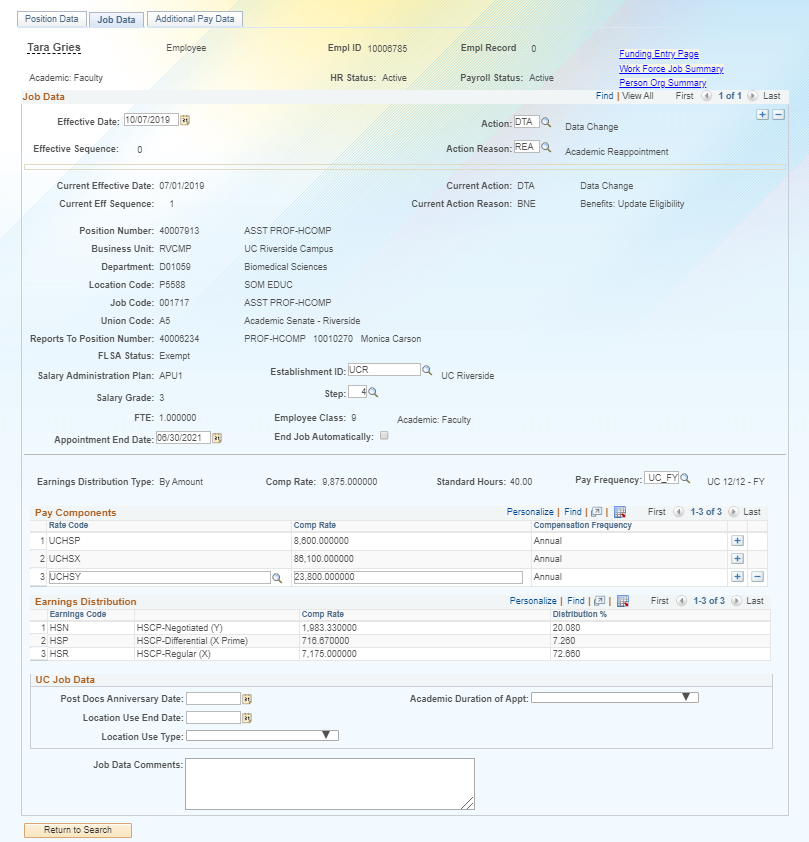 Position Data Job Data Additional Pay Data
Tara Gries Employee Empl ID 10006785 Empl Record 0
Funding Entry Page
Work Force Job Summary
Academic: Faculty HR Status: Active Payroll Status: Active Person Org Summary
Job Data Find | View All First 1 of 1 Last
Effective Date: 10/07/2019 Action: DTA Data Change
Effective Sequence: 0 Action Reason: REA Academic Reappointment
Current Effective Date: 07/01/2019 Current Action: DTA Data Change
Current Eff Sequence: 1 Current Action Reason: BNE Benefits: Update Eligibility
Position Number: 40007913 ASST PROF-HCOMP
Business Unit: RVCMP UC Riverside Campus
Department: D01059 Biomedical Sciences
Location Code: P5588 SOM EDUC
Job Code: 001717 ASST PROF-HCOMP
Union Code: A5 Academic Senate - Riverside
Reports To Position Number: 40006234 PROF-HCOMP 10010270 Monica Carson
FLSA Status: Exempt
Salary Administration Plan: APU1 Establishment ID: UCR UC Riverside
Salary Grade: 3 Step: 4
FTE: 1.000000 Employee Class: 9 Academic: Faculty
Appointment End Date: 06/30/2021 End Job Automatically:
Earnings Distribution Type: By Amount Comp Rate: 9,875.000000 Standard Hours: 40.00 Pay Frequency: UC_FY UC 12/12 - FY
Pay Components Personalize | Find | | First 1-3 of 3 Last
Rate Code Comp Rate Compensation Frequency
1 UCHSP 8,600.000000 Annual
2 UCHSX 86,100.000000 Annual
3 UCHSY 23,800.000000 Annual
Earnings Distribution Personalize | Find | | First 1-3 of 3 Last
Earnings Code Comp Rate Distribution %
1 HSN HSCP-Negotiated (Y) 1,983.330000 20.080
2 HSP HSCP-Differential (X Prime) 716.670000 7.260
3 HSR HSCP-Regular (X) 7,175.000000 72.660
UC Job Data
Post Docs Anniversary Date: Academic Duration of Appt:
Location Use End Date:
Location Use Type:
Job Data Comments:
Return to Search